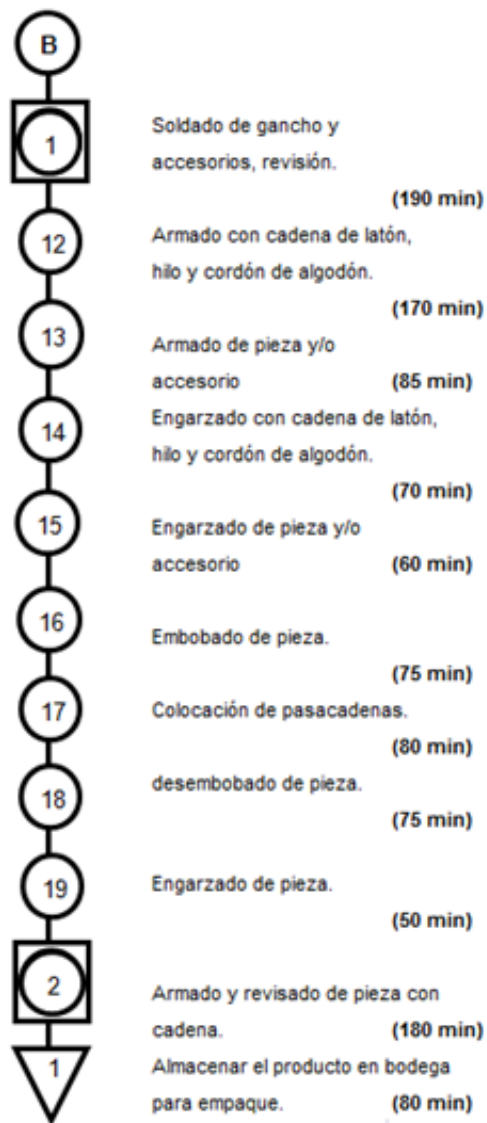 B
1
Soldado de gancho y
accesorios, revisión.
(190 min)
12
Armado con cadena de latón,
hilo y cordón de algodón.
(170 min)
13
Armado de pieza y/o
accesorio (85 min)
14
Engarzado con cadena de latón,
hilo y cordón de algodón.
(70 min)
15
Engarzado de pieza y/o
accesorio (60 min)
16
Embobado de pieza.
(75 min)
17
Colocación de pasacadenas.
(80 min)
18
desembobado de pieza.
(75 min)
19
Engarzado de pieza.
(50 min)
2
Armado y revisado de pieza con
cadena. (180 min)
1
Almacenar el producto en bodega
para empaque. (80 min)